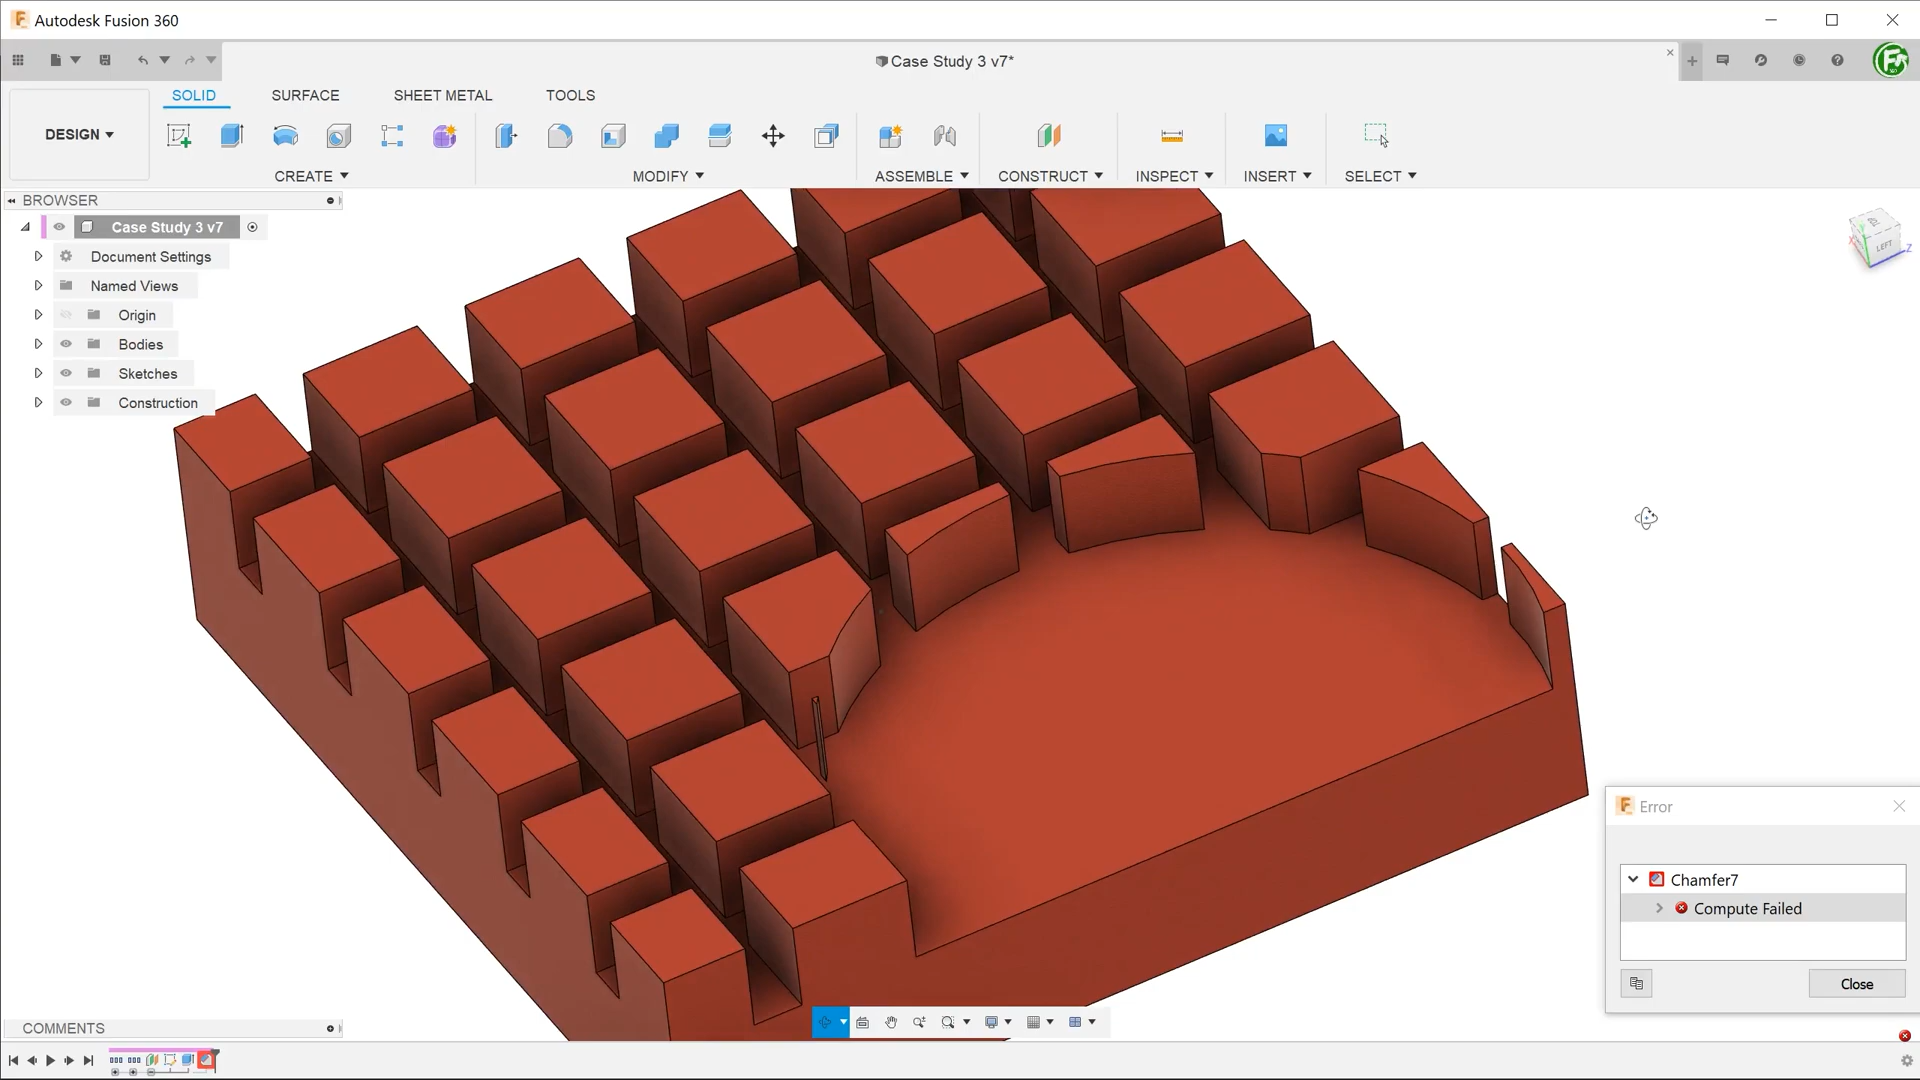 Autodesk Fusion 360
Case Study 3 v7*
SOLID SURFACE SHEET METAL TOOLS
DESIGN
CREATE MODIFY ASSEMBLE CONSTRUCT INSPECT INSERT SELECT
BROWSER
Case Study 3 v7
Document Settings
Named Views
Origin
Bodies
Sketches
Construction
LEFT
Z
Error
Chamfer7
Compute Failed
Close
COMMENTS